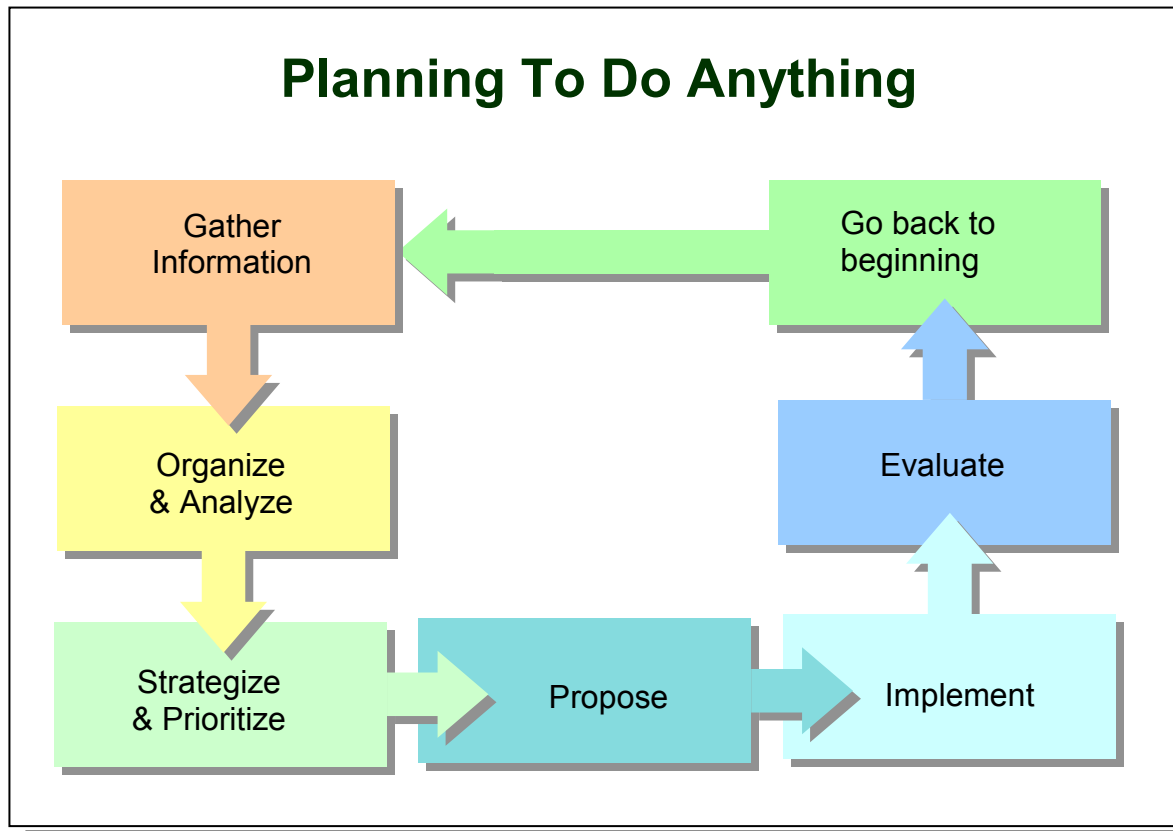 Planning To Do Anything
Gather
Information
Organize
& Analyze
Strategize
& Prioritize
Propose
Implement
Evaluate
Go back to
beginning